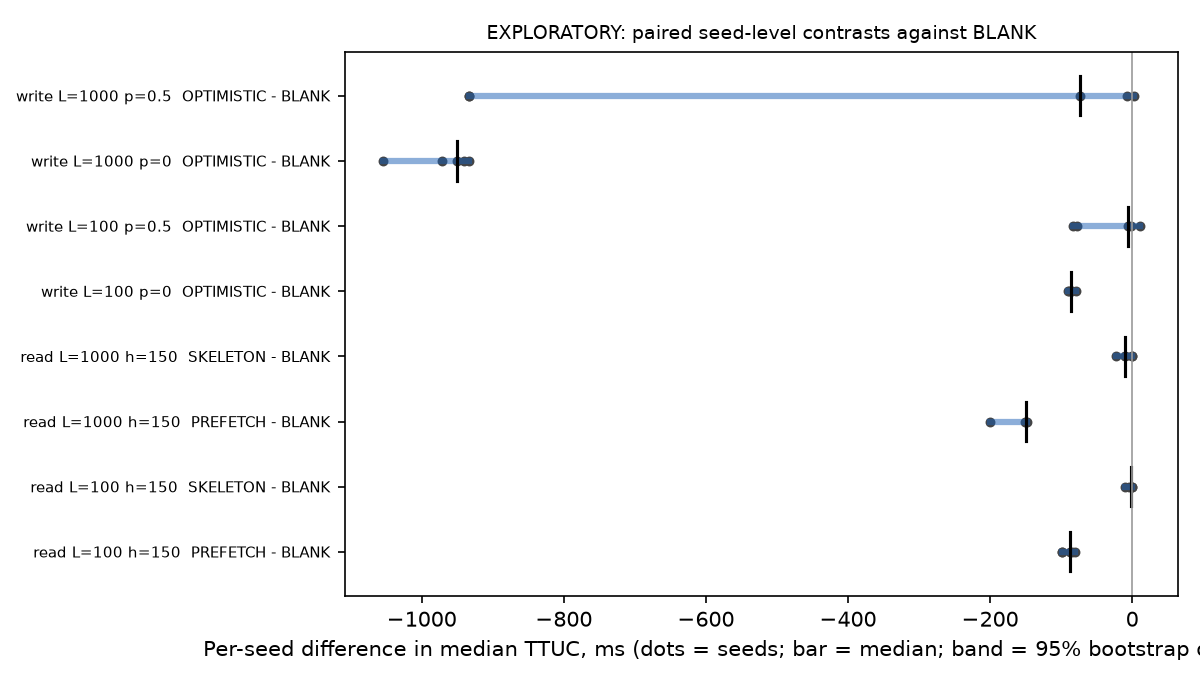 EXPLORATORY: paired seed-level contrasts against BLANK
write L=1000 p=0.5 OPTIMISTIC - BLANK
write L=1000 p=0 OPTIMISTIC - BLANK
write L=100 p=0.5 OPTIMISTIC - BLANK
write L=100 p=0 OPTIMISTIC - BLANK
read L=1000 h=150 SKELETON - BLANK
read L=1000 h=150 PREFETCH - BLANK
read L=100 h=150 SKELETON - BLANK
read L=100 h=150 PREFETCH - BLANK
−1000 −800 −600 −400 −200 0
Per-seed difference in median TTUC, ms (dots = seeds; bar = median; band = 95% bootstrap